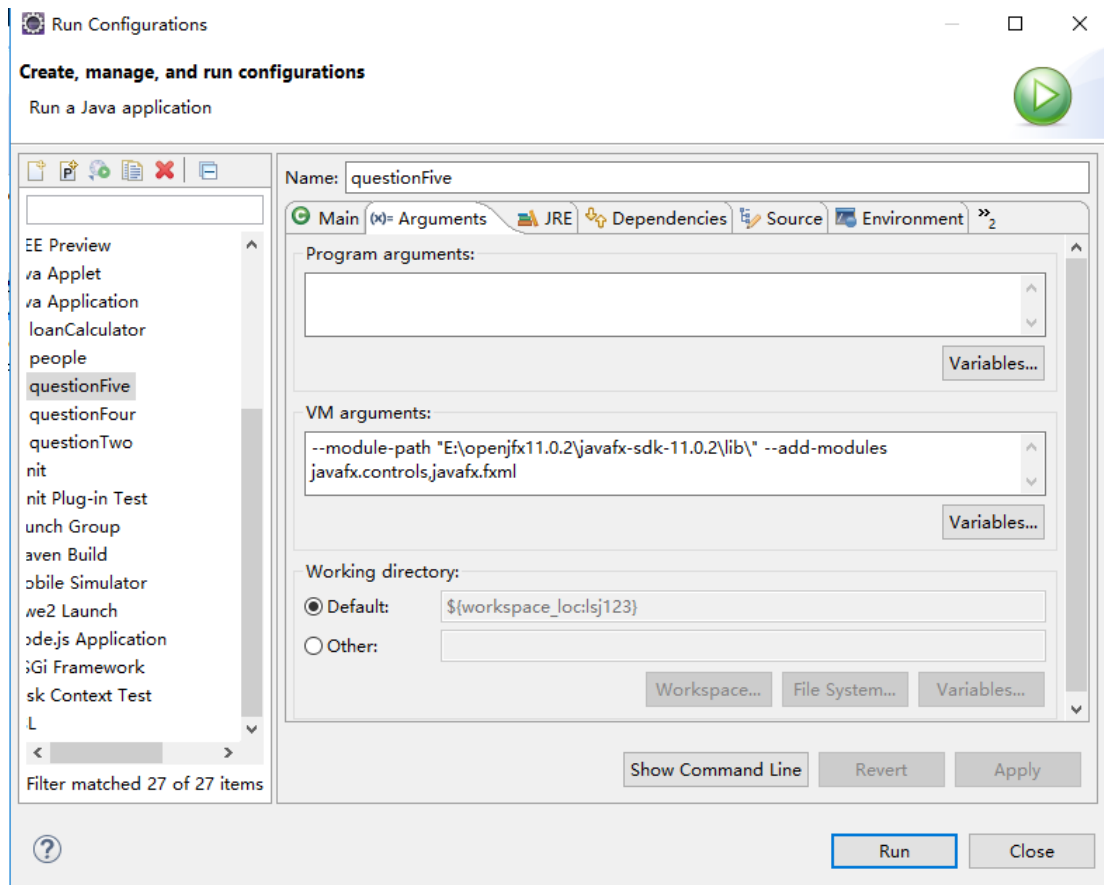 Run Configurations
Create, manage, and run configurations
Run a Java application
Name: questionFive
Main (x)= Arguments JRE Dependencies Source Environment »2
EE Preview
va Applet
va Application
loanCalculator
people
questionFive
questionFour
questionTwo
nit
nit Plug-in Test
unch Group
aven Build
obile Simulator
we2 Launch
ode.js Application
SGi Framework
sk Context Test
L
Filter matched 27 of 27 items
Program arguments:
Variables...
VM arguments:
--module-path "E:\openjfx11.0.2\javafx-sdk-11.0.2\lib\" --add-modules
javafx.controls,javafx.fxml
Variables...
Working directory:
Default: ${workspace_loc:lsj123}
Other:
Workspace... File System... Variables...
Show Command Line Revert Apply
Run Close